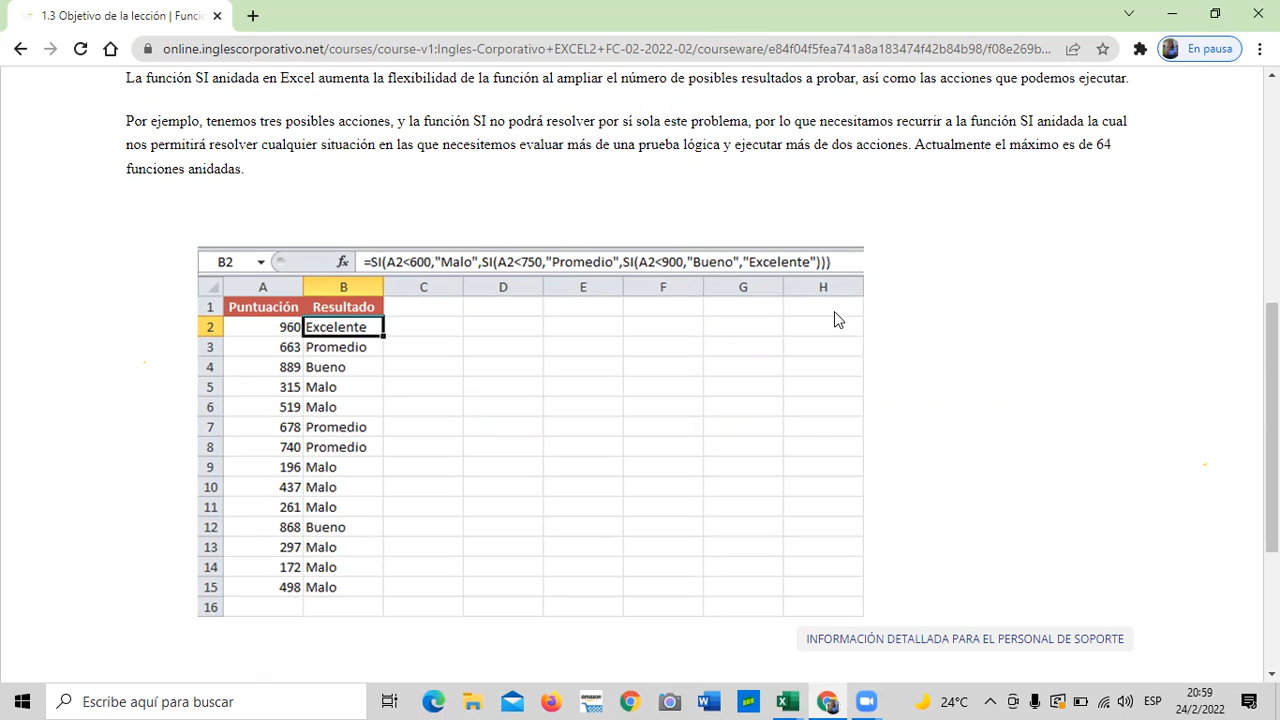 1.3 Objetivo de la lección | Funci
online.inglescorporativo.net/courses/course-v1:Ingles-Corporativo+EXCEL2+FC-02-2022-02/courseware/e84f04f5fea741a8a183474f42b84b98/f08e269b...
En pausa
La función SI anidada en Excel aumenta la flexibilidad de la función al ampliar el número de posibles resultados a probar, así como las acciones que podemos ejecutar.
Por ejemplo, tenemos tres posibles acciones, y la función SI no podrá resolver por sí sola este problema, por lo que necesitamos recurrir a la función SI anidada la cual
nos permitirá resolver cualquier situación en las que necesitemos evaluar más de una prueba lógica y ejecutar más de dos acciones. Actualmente el máximo es de 64
funciones anidadas.
B2 fx =SI(A2<600,"Malo",SI(A2<750,"Promedio",SI(A2<900,"Bueno","Excelente")))
A B C D E F G H
1 Puntuación Resultado
2 960 Excelente
3 663 Promedio
4 889 Bueno
5 315 Malo
6 519 Malo
7 678 Promedio
8 740 Promedio
9 196 Malo
10 437 Malo
11 261 Malo
12 868 Bueno
13 297 Malo
14 172 Malo
15 498 Malo
16
INFORMACIÓN DETALLADA PARA EL PERSONAL DE SOPORTE
Escribe aquí para buscar
amazon
24°C
ESP
20:59
24/2/2022